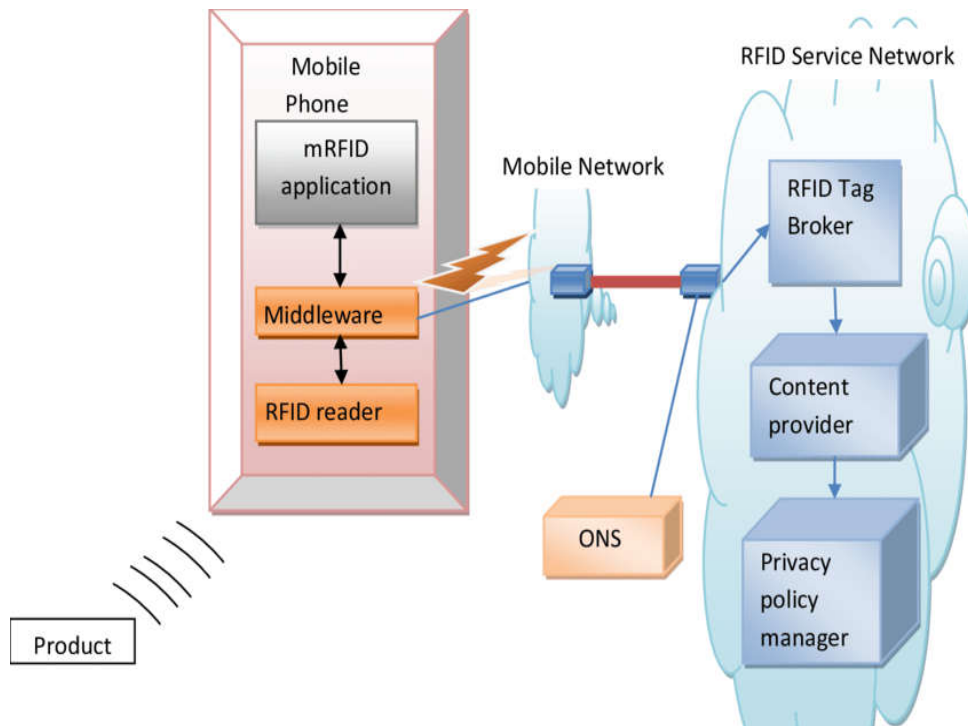 Mobile
Phone
mRFID
application
Middleware
RFID reader
Product
Mobile Network
ONS
RFID Service Network
RFID Tag
Broker
Content
provider
Privacy
policy
manager